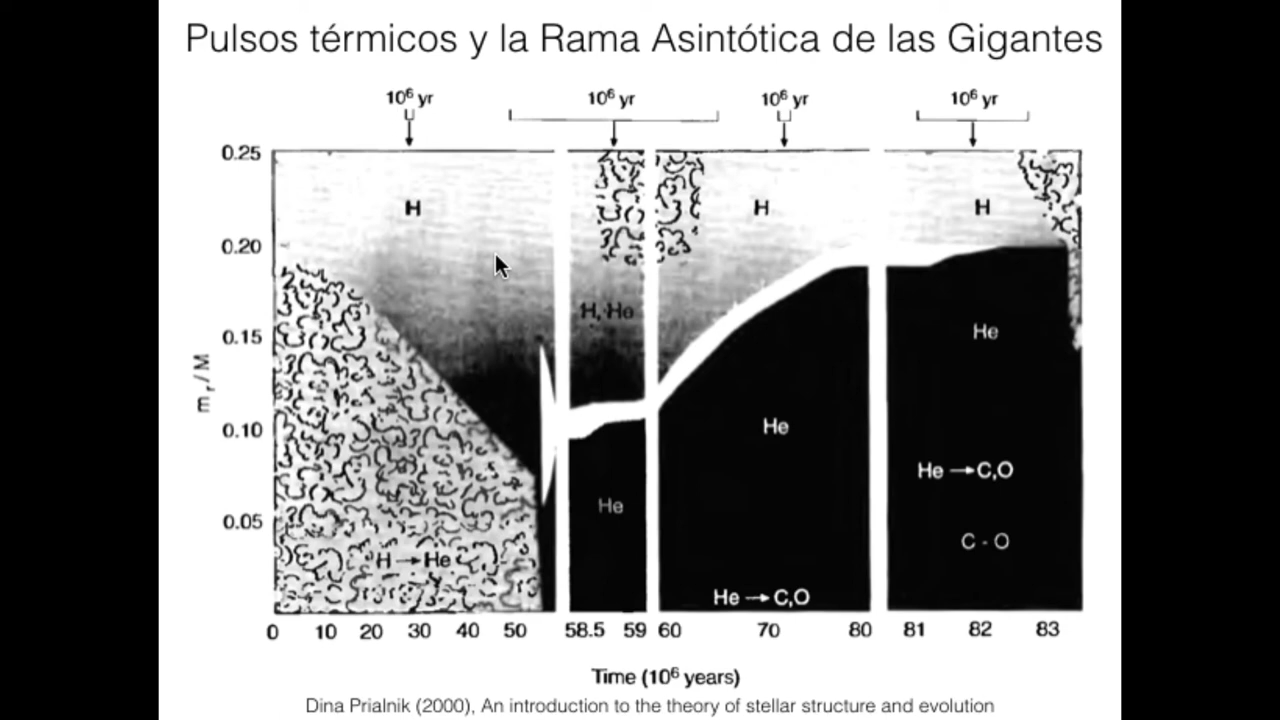 Pulsos térmicos y la Rama Asintótica de las Gigantes
10⁶ yr 10⁶ yr 10⁶ yr 10⁶ yr
0.25
H H H
0.20
H, He
He
0.15
m_r / M
0.10
He
He → C,O
He
0.05
C - O
H → He
He → C,O
0 10 20 30 40 50 58.5 59 60 70 80 81 82 83
Time (10⁶ years)
Dina Prialnik (2000), An introduction to the theory of stellar structure and evolution